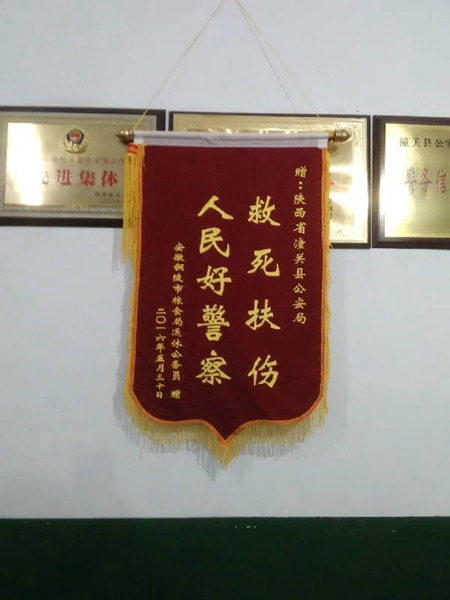 赠：陕西省潼关县公安局
救死扶伤
人民好警察
安徽铜陵市粮食局退休公务员 赠
二〇一六年五月三十日
先进集体
潼关县公安
警务信